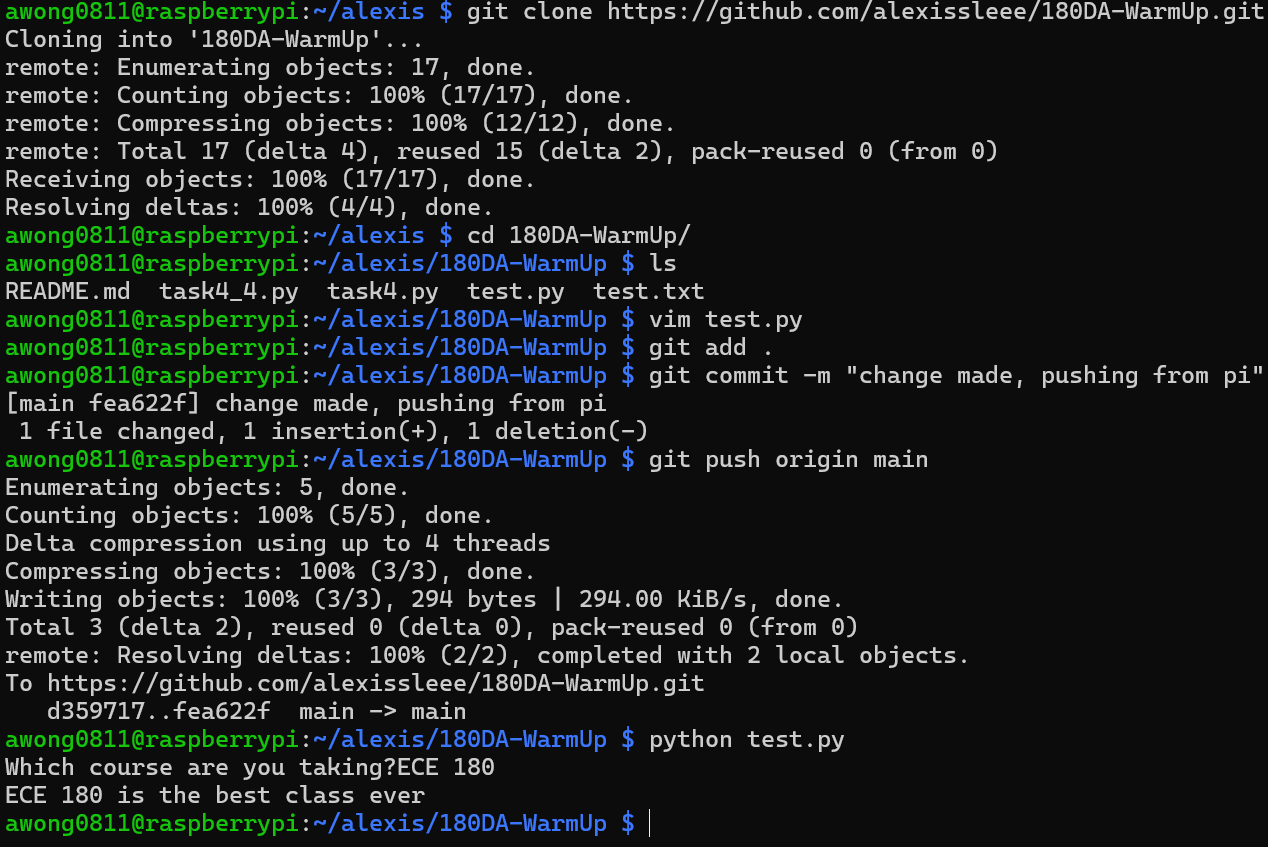 awong0811@raspberrypi:~/alexis $ git clone https://github.com/alexissleee/180DA-WarmUp.git
Cloning into '180DA-WarmUp'...
remote: Enumerating objects: 17, done.
remote: Counting objects: 100% (17/17), done.
remote: Compressing objects: 100% (12/12), done.
remote: Total 17 (delta 4), reused 15 (delta 2), pack-reused 0 (from 0)
Receiving objects: 100% (17/17), done.
Resolving deltas: 100% (4/4), done.
awong0811@raspberrypi:~/alexis $ cd 180DA-WarmUp/
awong0811@raspberrypi:~/alexis/180DA-WarmUp $ ls
README.md  task4_4.py  task4.py  test.py  test.txt
awong0811@raspberrypi:~/alexis/180DA-WarmUp $ vim test.py
awong0811@raspberrypi:~/alexis/180DA-WarmUp $ git add .
awong0811@raspberrypi:~/alexis/180DA-WarmUp $ git commit -m "change made, pushing from pi"
[main fea622f] change made, pushing from pi
 1 file changed, 1 insertion(+), 1 deletion(-)
awong0811@raspberrypi:~/alexis/180DA-WarmUp $ git push origin main
Enumerating objects: 5, done.
Counting objects: 100% (5/5), done.
Delta compression using up to 4 threads
Compressing objects: 100% (3/3), done.
Writing objects: 100% (3/3), 294 bytes | 294.00 KiB/s, done.
Total 3 (delta 2), reused 0 (delta 0), pack-reused 0 (from 0)
remote: Resolving deltas: 100% (2/2), completed with 2 local objects.
To https://github.com/alexissleee/180DA-WarmUp.git
   d359717..fea622f  main -> main
awong0811@raspberrypi:~/alexis/180DA-WarmUp $ python test.py
Which course are you taking?ECE 180
ECE 180 is the best class ever
awong0811@raspberrypi:~/alexis/180DA-WarmUp $